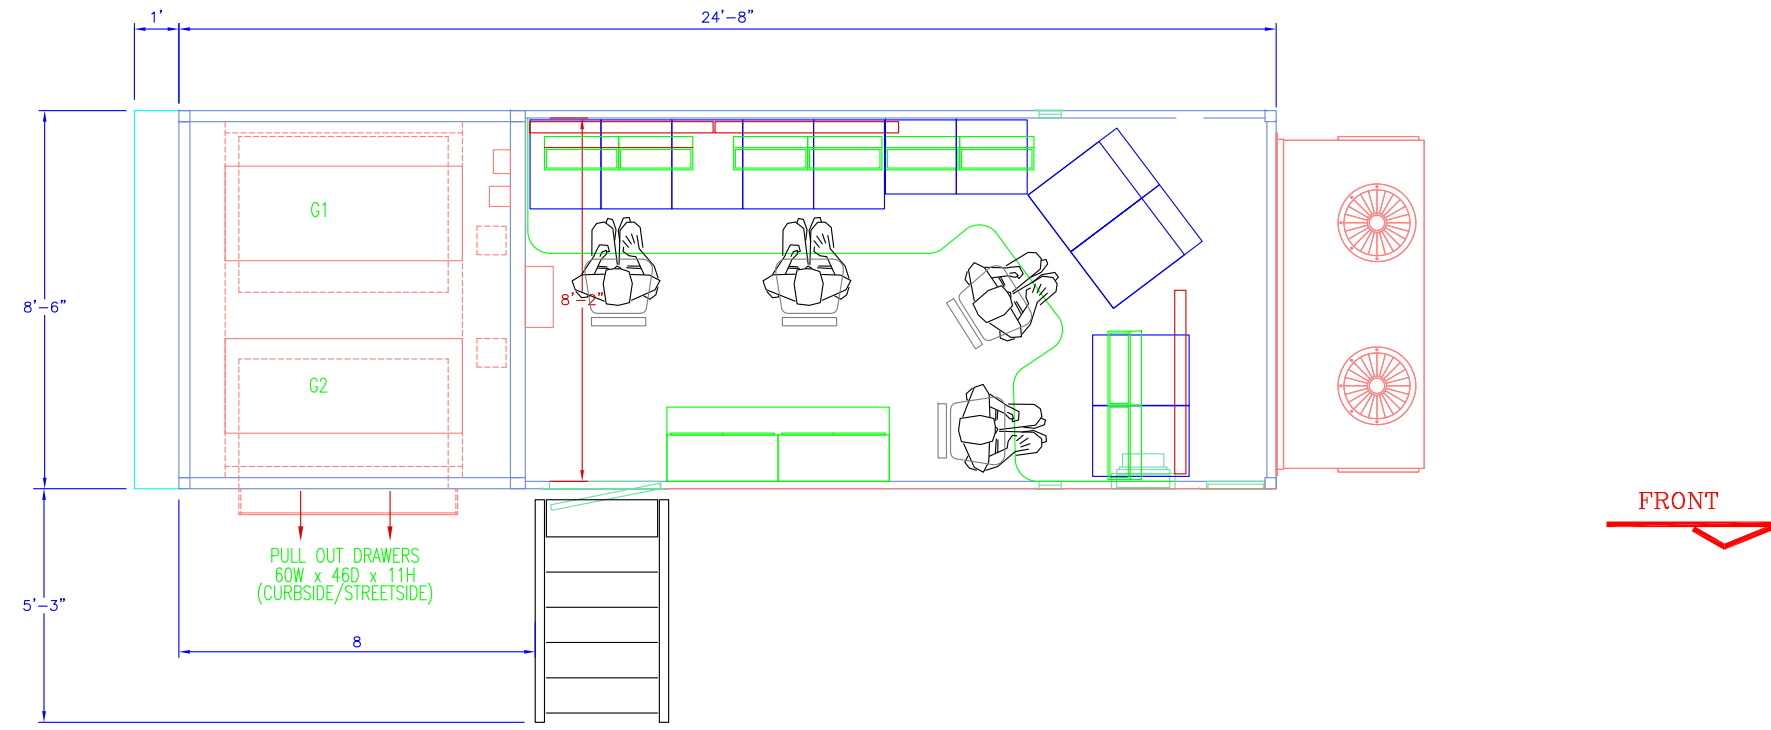 1'
24'-8"
G1
8'-6"
8'-2"
G2
FRONT
PULL OUT DRAWERS
60W x 46D x 11H
(CURBSIDE/STREETSIDE)
5'-3"
8